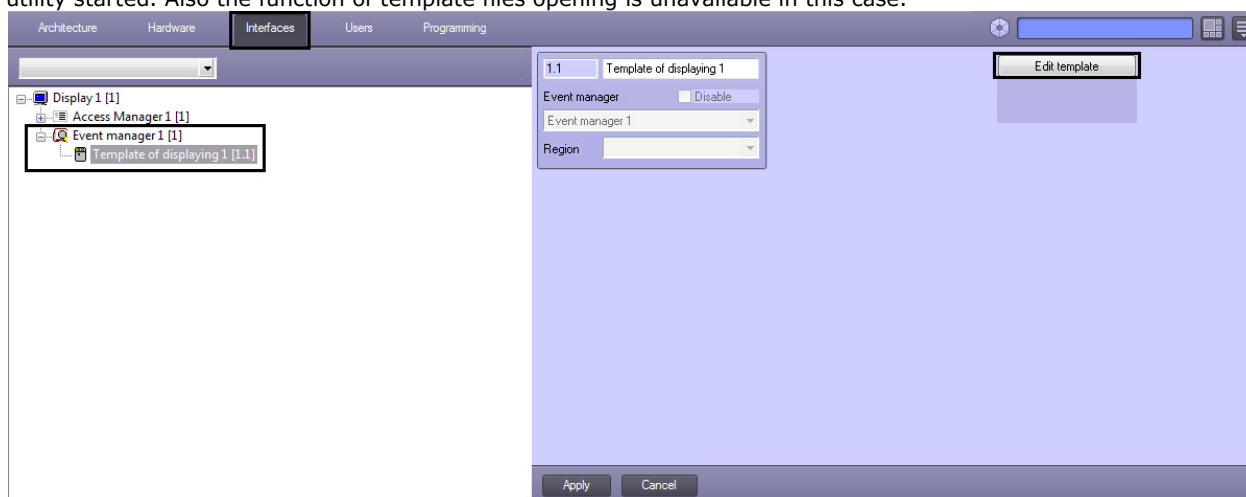 utility started. Also the function of template files opening is unavailable in this case.
Architecture Hardware Interfaces Users Programming
1.1 Template of displaying 1
Edit template
Display 1 [1]
Event manager Disable
Access Manager 1 [1]
Event manager 1
Event manager 1 [1]
Region
Template of displaying 1 [1.1]
Apply Cancel